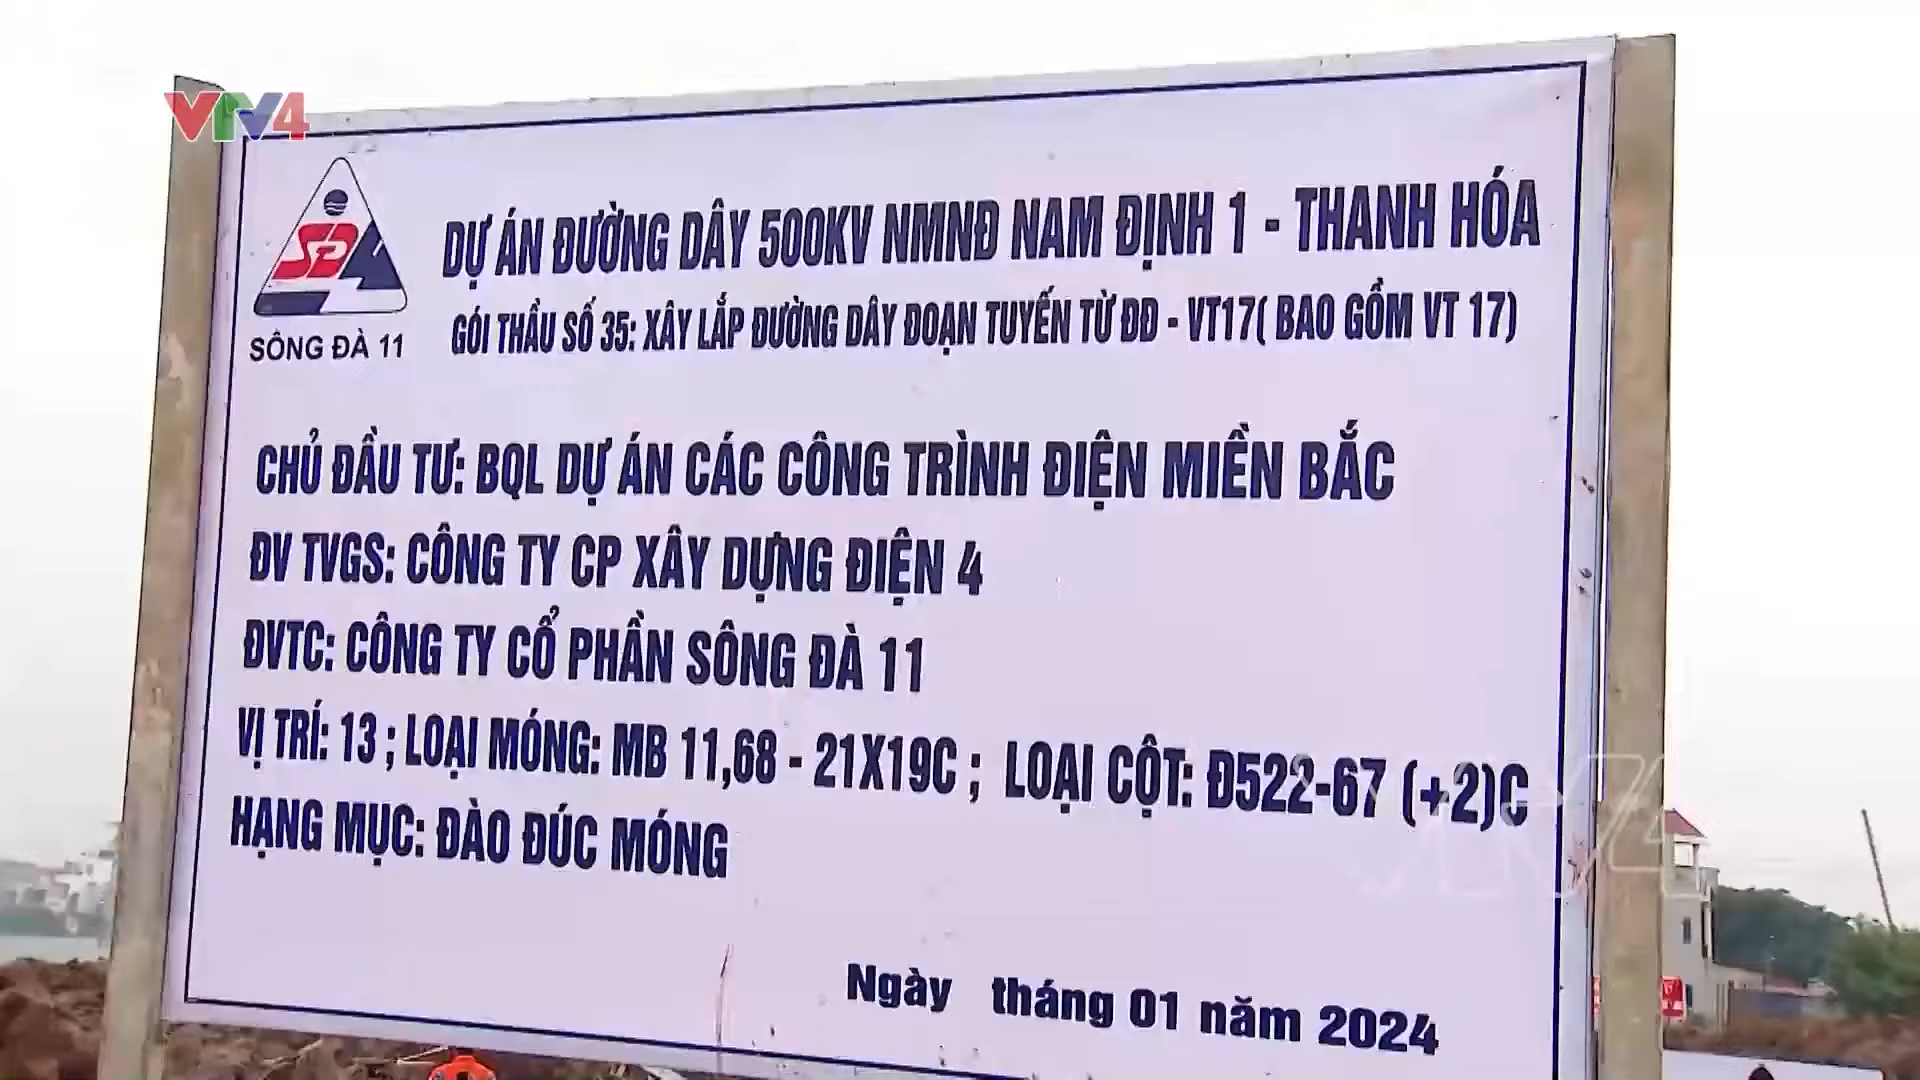 VTV4
SÔNG ĐÀ 11
DỰ ÁN ĐƯỜNG DÂY 500KV NMNĐ NAM ĐỊNH 1 - THANH HÓA
GÓI THẦU SỐ 35: XÂY LẮP ĐƯỜNG DÂY ĐOẠN TUYẾN TỪ ĐĐ - VT17( BAO GỒM VT 17)
CHỦ ĐẦU TƯ: BQL DỰ ÁN CÁC CÔNG TRÌNH ĐIỆN MIỀN BẮC
ĐV TVGS: CÔNG TY CP XÂY DỰNG ĐIỆN 4
ĐVTC: CÔNG TY CỔ PHẦN SÔNG ĐÀ 11
VỊ TRÍ: 13 ; LOẠI MÓNG: MB 11,68 - 21X19C ; LOẠI CỘT: Đ522-67 (+2)C
HẠNG MỤC: ĐÀO ĐÚC MÓNG
Ngày tháng 01 năm 2024